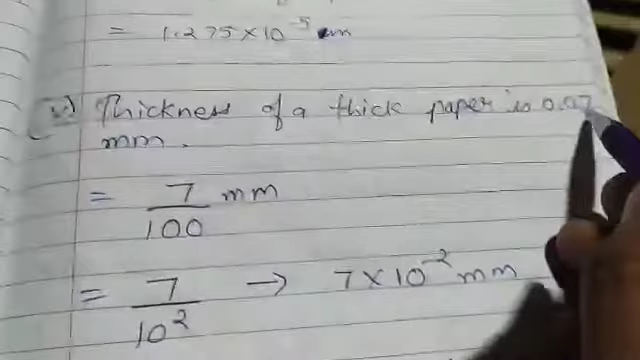 = 1.275×10⁻⁵ m
v) Thickness of a thick paper is 0.07
mm.
= 7/100 mm
= 7/10² → 7×10⁻² mm